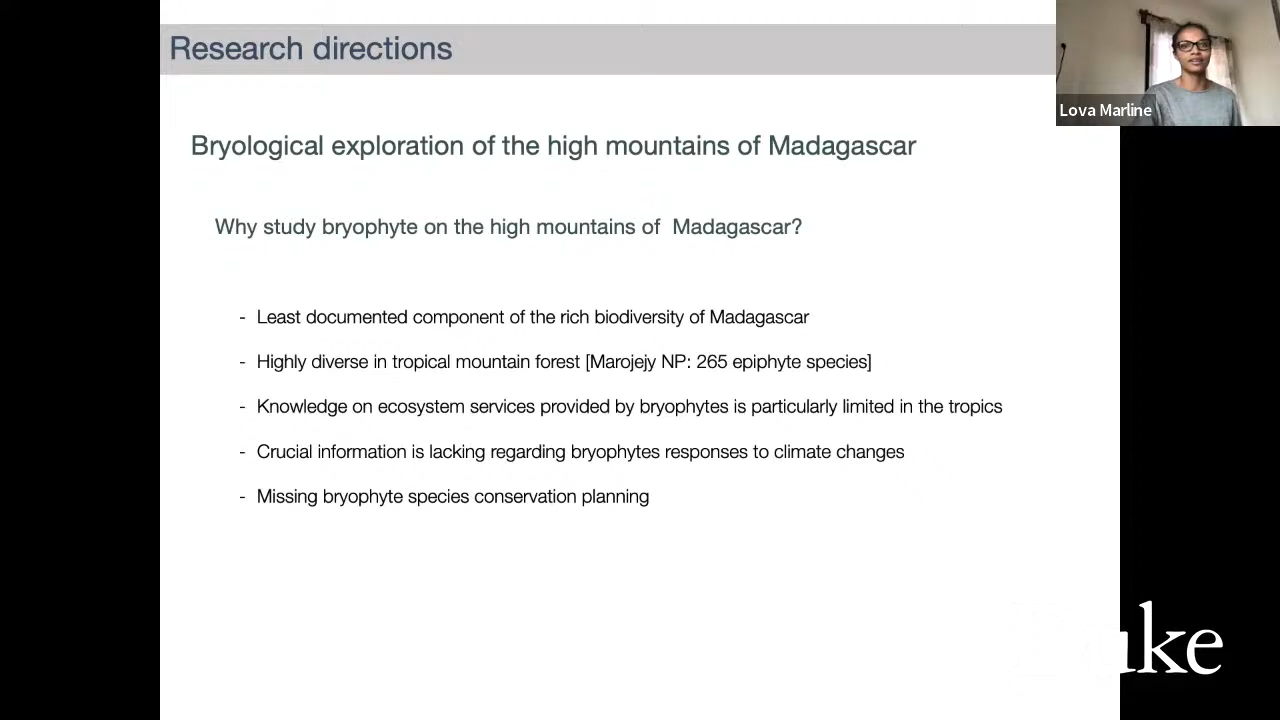 Research directions
Lova Marline
Bryological exploration of the high mountains of Madagascar
Why study bryophyte on the high mountains of Madagascar?
- Least documented component of the rich biodiversity of Madagascar
- Highly diverse in tropical mountain forest [Marojejy NP: 265 epiphyte species]
- Knowledge on ecosystem services provided by bryophytes is particularly limited in the tropics
- Crucial information is lacking regarding bryophytes responses to climate changes
- Missing bryophyte species conservation planning
Duke